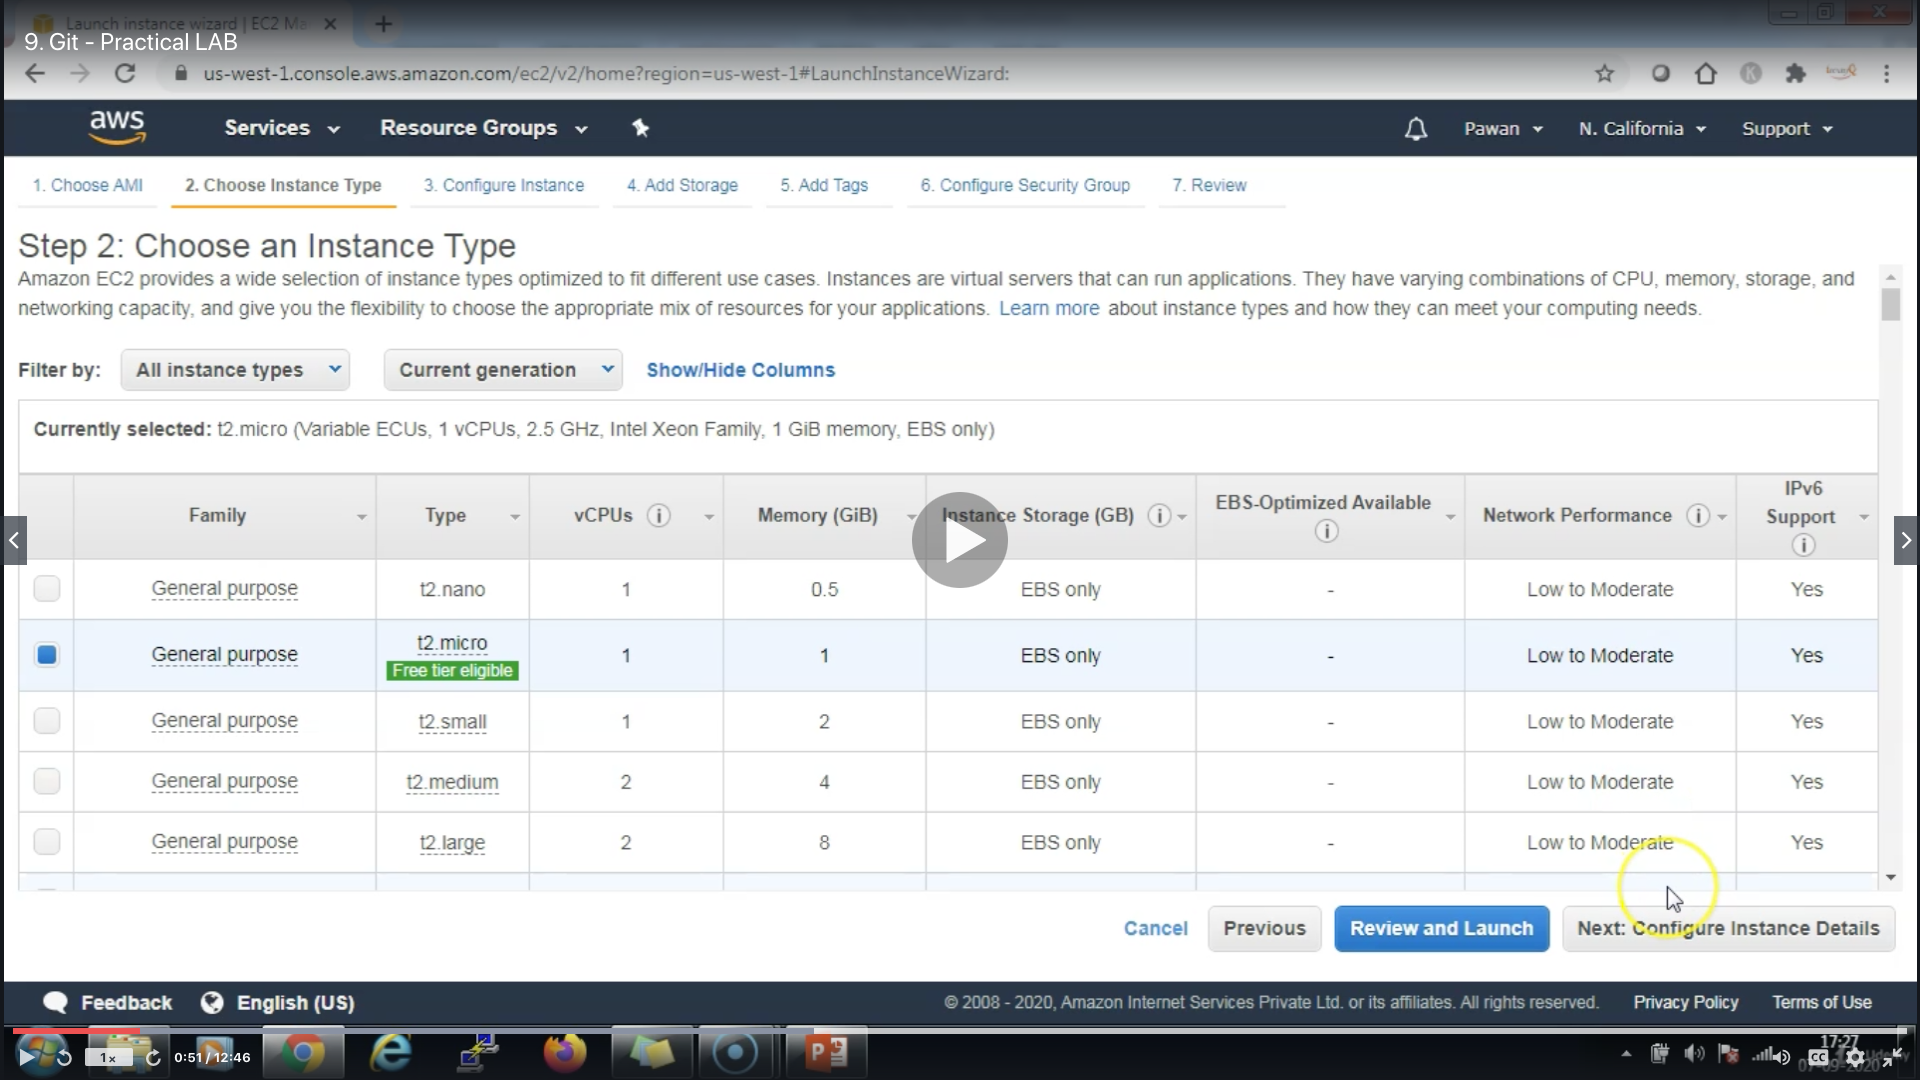 Launch instance wizard | EC2 Ma
9. Git - Practical LAB
us-west-1.console.aws.amazon.com/ec2/v2/home?region=us-west-1#LaunchInstanceWizard:
K
aws
Services
Resource Groups
Pawan
N. California
Support
1. Choose AMI
2. Choose Instance Type
3. Configure Instance
4. Add Storage
5. Add Tags
6. Configure Security Group
7. Review
Step 2: Choose an Instance Type
Amazon EC2 provides a wide selection of instance types optimized to fit different use cases. Instances are virtual servers that can run applications. They have varying combinations of CPU, memory, storage, and
networking capacity, and give you the flexibility to choose the appropriate mix of resources for your applications. Learn more about instance types and how they can meet your computing needs.
Filter by: All instance types Current generation Show/Hide Columns
Currently selected: t2.micro (Variable ECUs, 1 vCPUs, 2.5 GHz, Intel Xeon Family, 1 GiB memory, EBS only)
Family Type vCPUs Memory (GiB) Instance Storage (GB) EBS-Optimized Available Network Performance IPv6 Support
General purpose t2.nano 1 0.5 EBS only - Low to Moderate Yes
General purpose t2.micro Free tier eligible 1 1 EBS only - Low to Moderate Yes
General purpose t2.small 1 2 EBS only - Low to Moderate Yes
General purpose t2.medium 2 4 EBS only - Low to Moderate Yes
General purpose t2.large 2 8 EBS only - Low to Moderate Yes
Cancel Previous Review and Launch Next: Configure Instance Details
Feedback English (US) © 2008 - 2020, Amazon Internet Services Private Ltd. or its affiliates. All rights reserved. Privacy Policy Terms of Use
1x 0:51 / 12:46
P
CC
17:27
07-09-2020